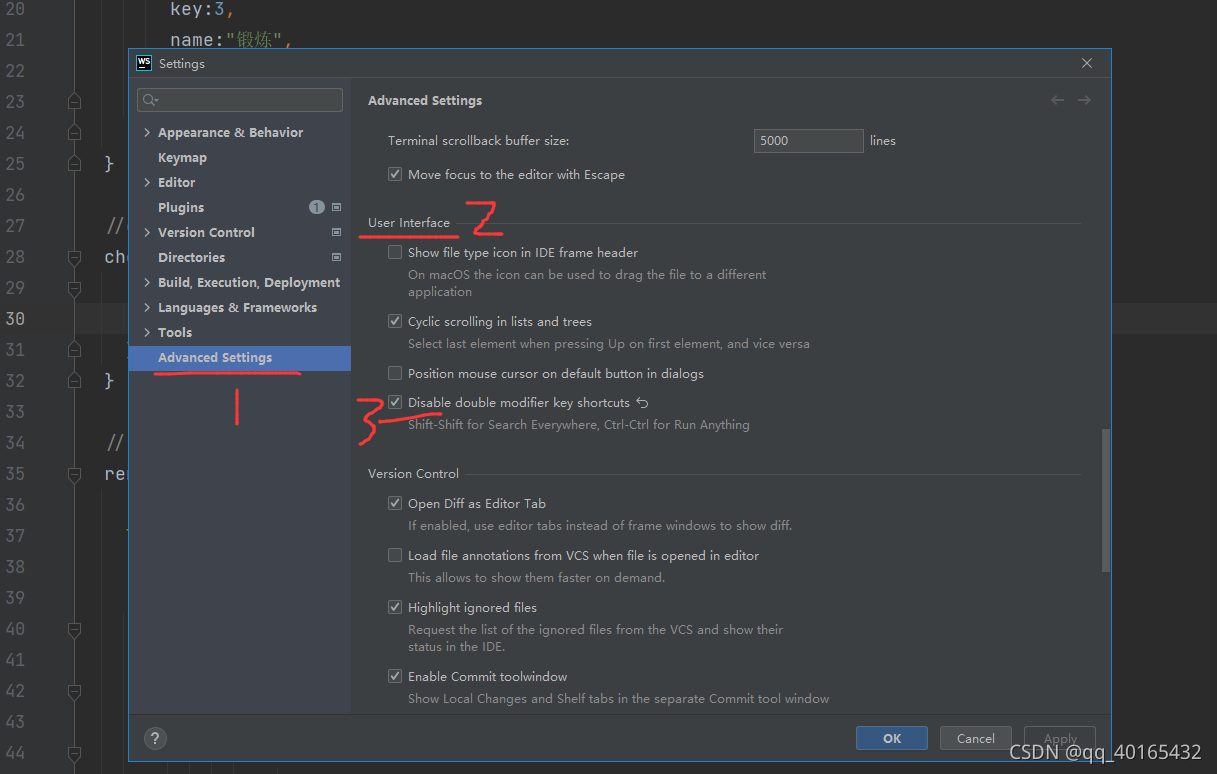 20 key:3,
21 name:"锻炼",
WS Settings
22
23
24
25 }
26
27 //
28
29
30
31
32 }
33
34 //
35
36
37
38
39
40
41
42
43
44
Appearance & Behavior
Keymap
Editor
Plugins 1
Version Control
Directories
Build, Execution, Deployment
Languages & Frameworks
Tools
Advanced Settings
1
Advanced Settings
Terminal scrollback buffer size: 5000 lines
Move focus to the editor with Escape
User Interface 2
Show file type icon in IDE frame header
On macOS the icon can be used to drag the file to a different
application
Cyclic scrolling in lists and trees
Select last element when pressing Up on first element, and vice versa
Position mouse cursor on default button in dialogs
3 Disable double modifier key shortcuts
Shift-Shift for Search Everywhere, Ctrl-Ctrl for Run Anything
Version Control
Open Diff as Editor Tab
If enabled, use editor tabs instead of frame windows to show diff.
Load file annotations from VCS when file is opened in editor
This allows to show them faster on demand.
Highlight ignored files
Request the list of the ignored files from the VCS and show their
status in the IDE.
Enable Commit toolwindow
Show Local Changes and Shelf tabs in the separate Commit tool window
? OK Cancel Apply
CSDN @qq_40165432